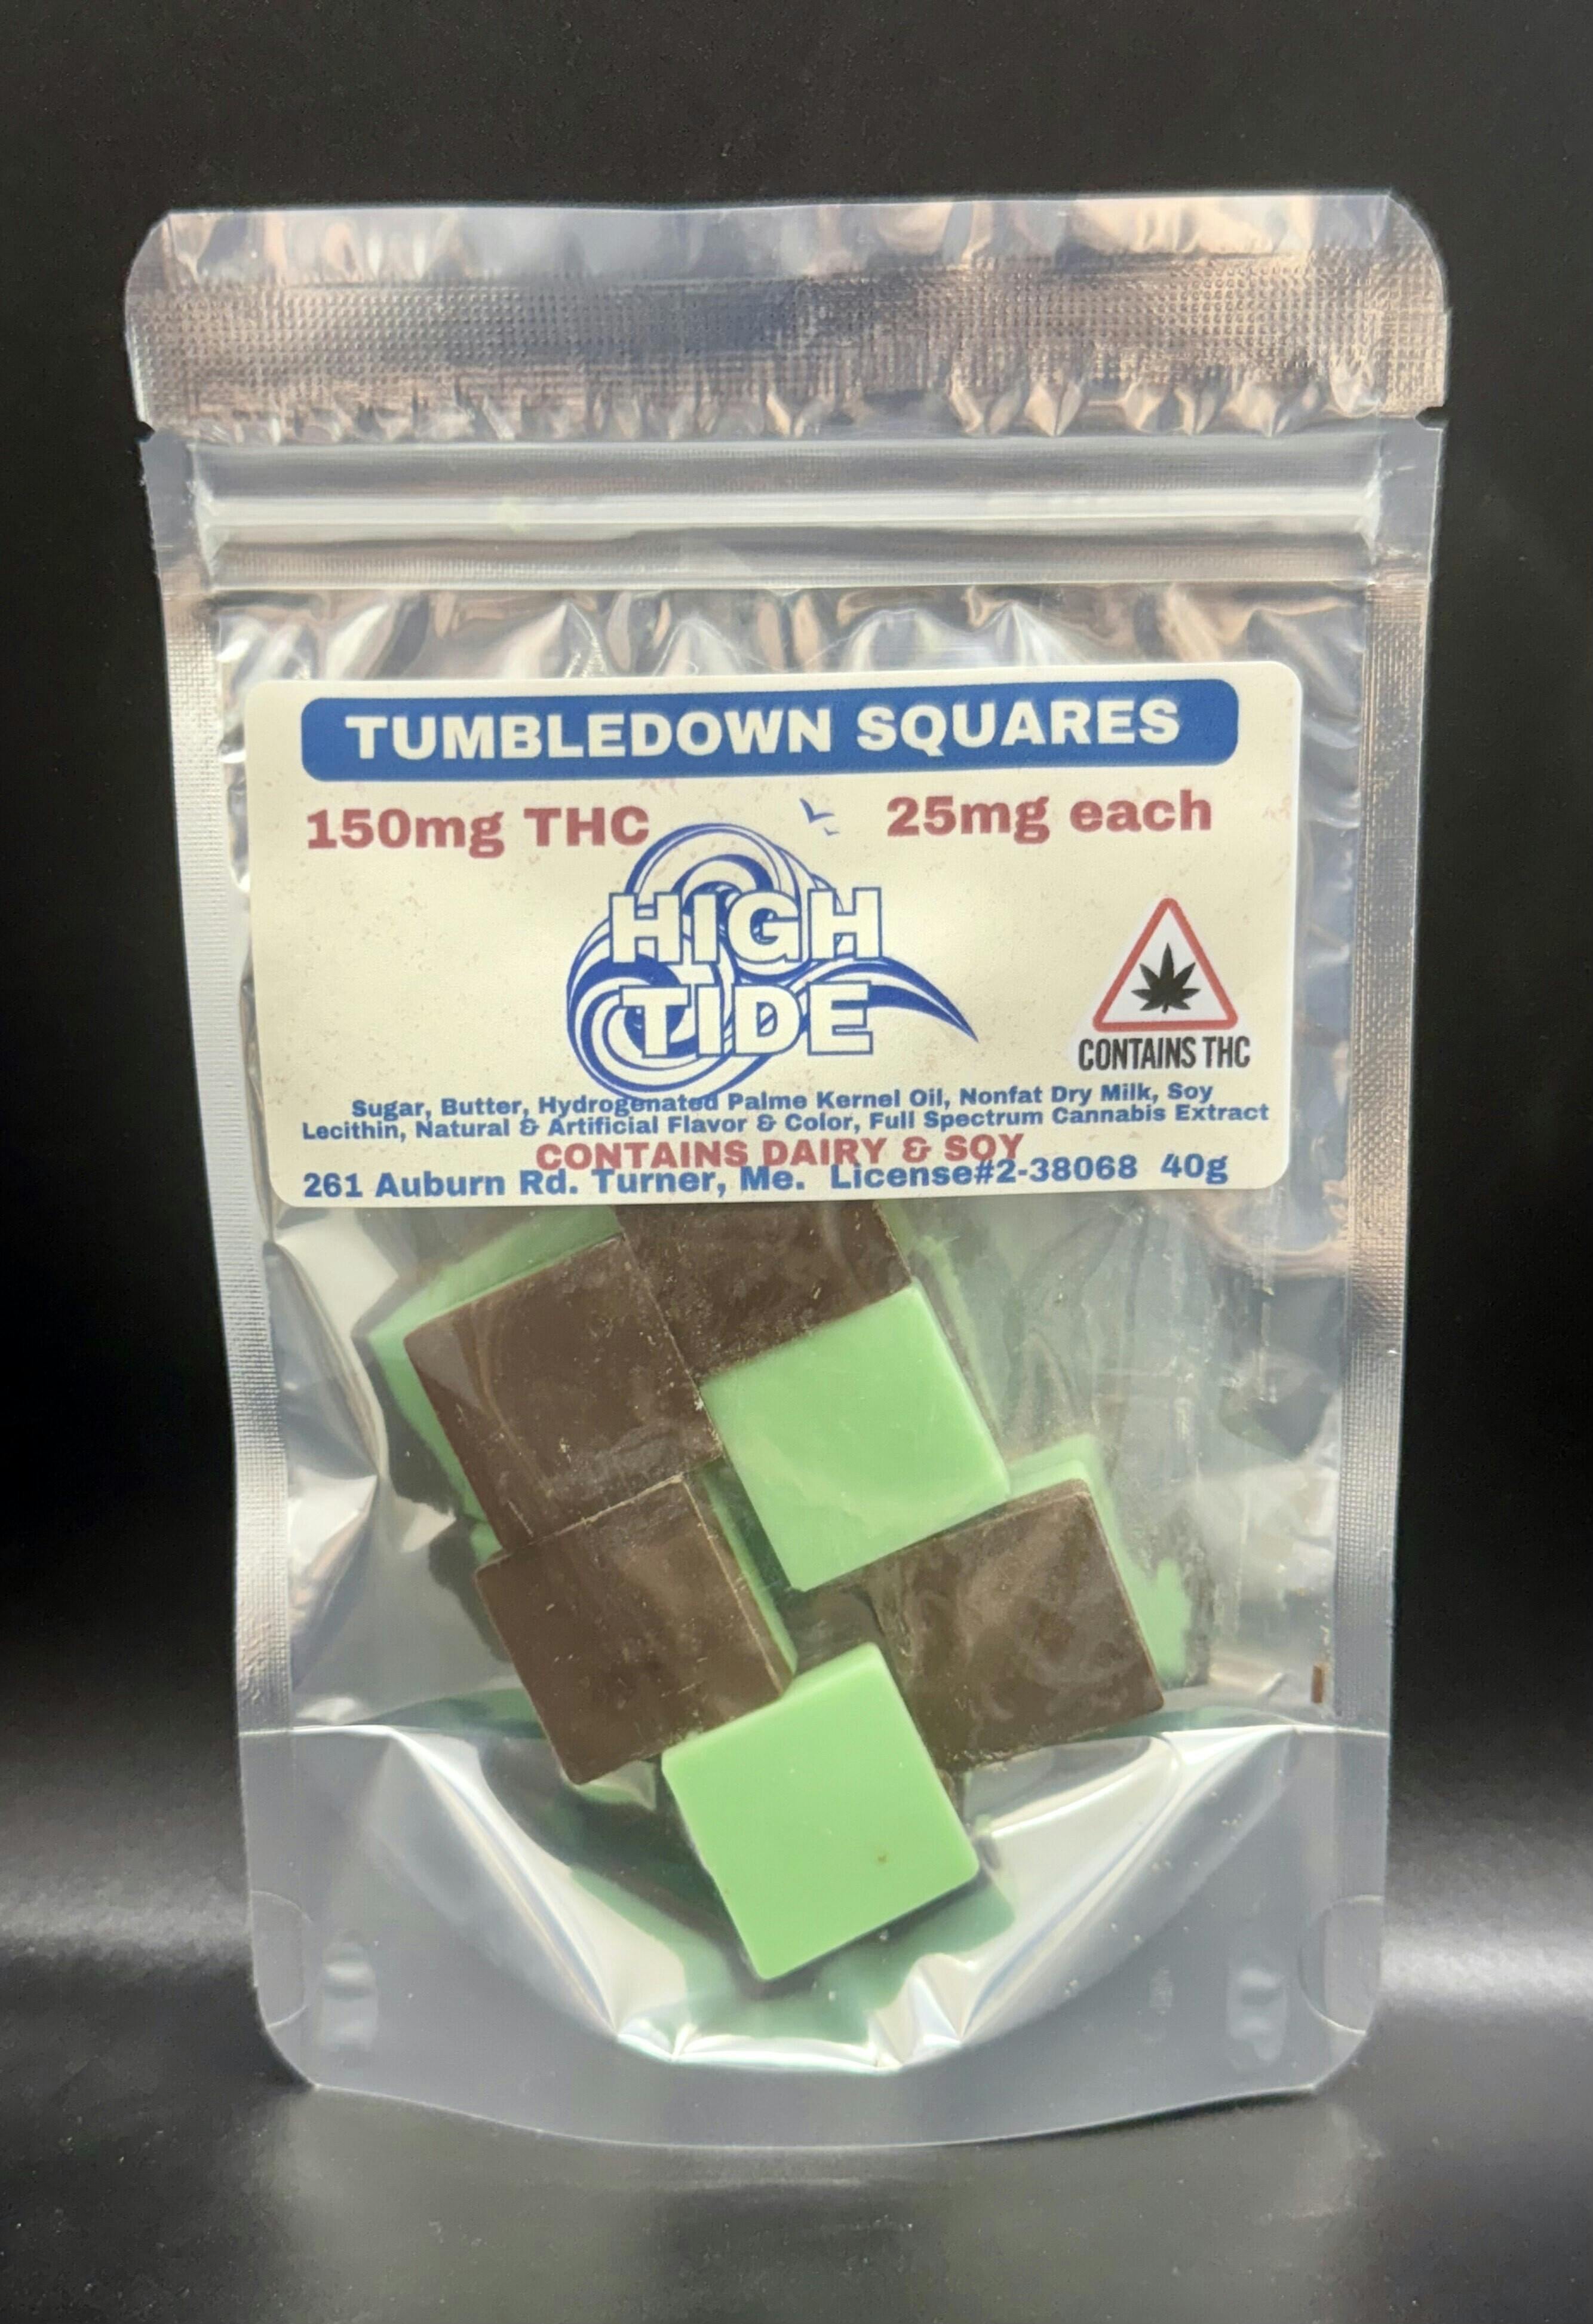 TUMBLEDOWN SQUARES
150mg THC 25mg each
HIGH
TIDE
CONTAINS THC
Sugar, Butter, Hydrogenated Palme Kernel Oil, Nonfat Dry Milk, Soy
Lecithin, Natural & Artificial Flavor & Color, Full Spectrum Cannabis Extract
CONTAINS DAIRY & SOY
261 Auburn Rd. Turner, Me. License#2-38068 40g